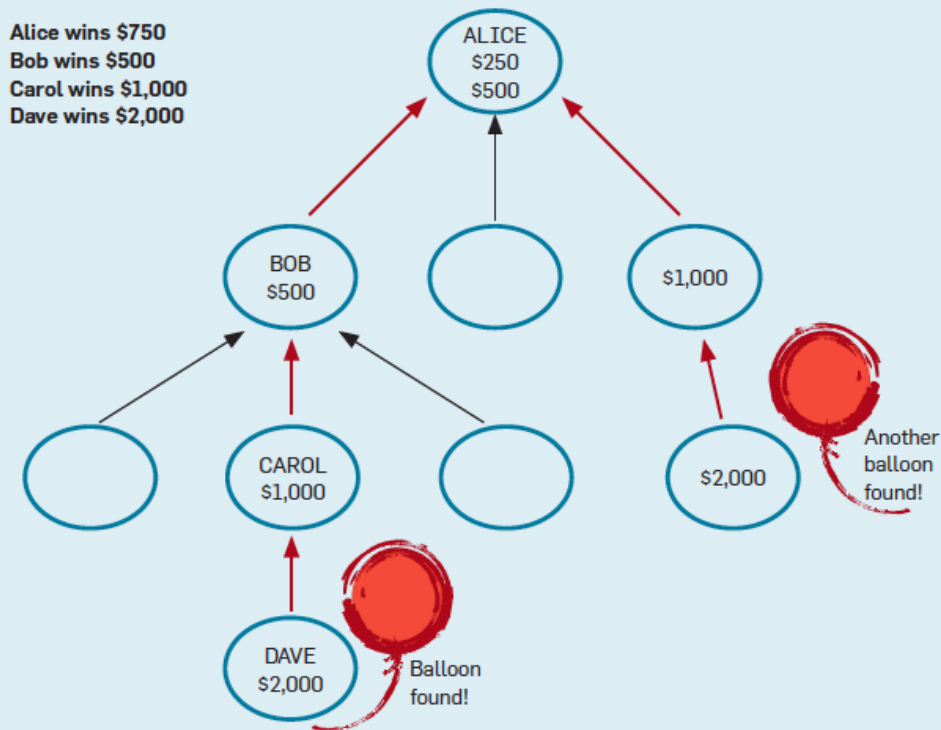 Alice wins $750
Bob wins $500
Carol wins $1,000
Dave wins $2,000
ALICE
$250
$500
BOB
$500
$1,000
CAROL
$1,000
$2,000
Another
balloon
found!
DAVE
$2,000
Balloon
found!